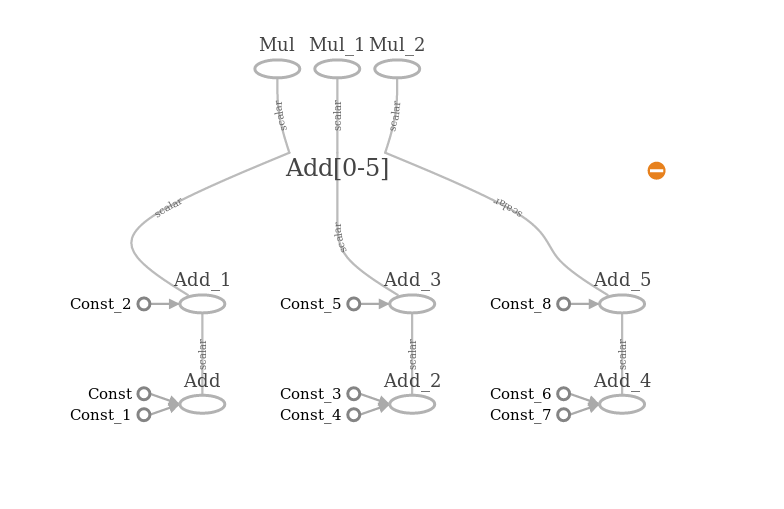 Mul Mul_1 Mul_2
scalar scalar scalar
Add[0-5]
scalar scalar scalar
Add_1 Add_3 Add_5
Const_2 Const_5 Const_8
scalar scalar scalar
Add Add_2 Add_4
Const Const_3 Const_6
Const_1 Const_4 Const_7